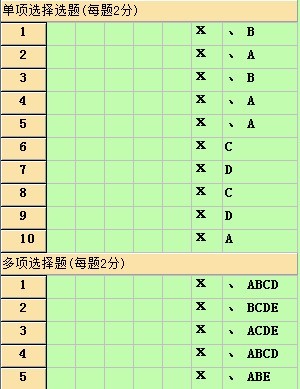 单项选择选题(每题2分)
1 X 、 B
2 X 、 A
3 X 、 B
4 X 、 A
5 X 、 A
6 X C
7 X D
8 X C
9 X D
10 X A
多项选择题(每题2分)
1 X 、 ABCD
2 X 、 BCDE
3 X 、 ACDE
4 X 、 ABCD
5 X 、 ABE